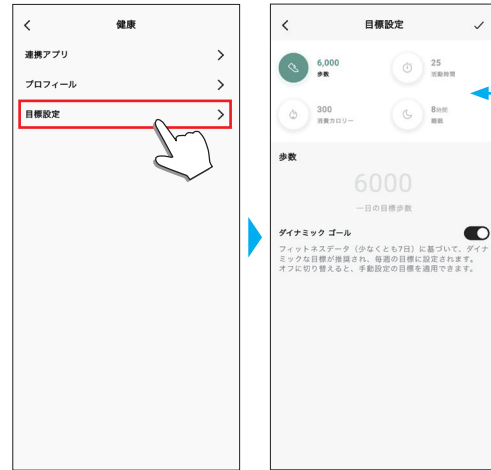 健康
連携アプリ
プロフィール
目標設定
目標設定
6,000
歩数
25
活動時間
300
消費カロリー
8時間
睡眠
歩数
6000
一日の目標歩数
ダイナミック ゴール
フィットネスデータ（少なくとも7日）に基づいて、ダイナ
ミックな目標が推奨され、毎週の目標に設定されます。
オフに切り替えると、手動設定の目標を適用できます。